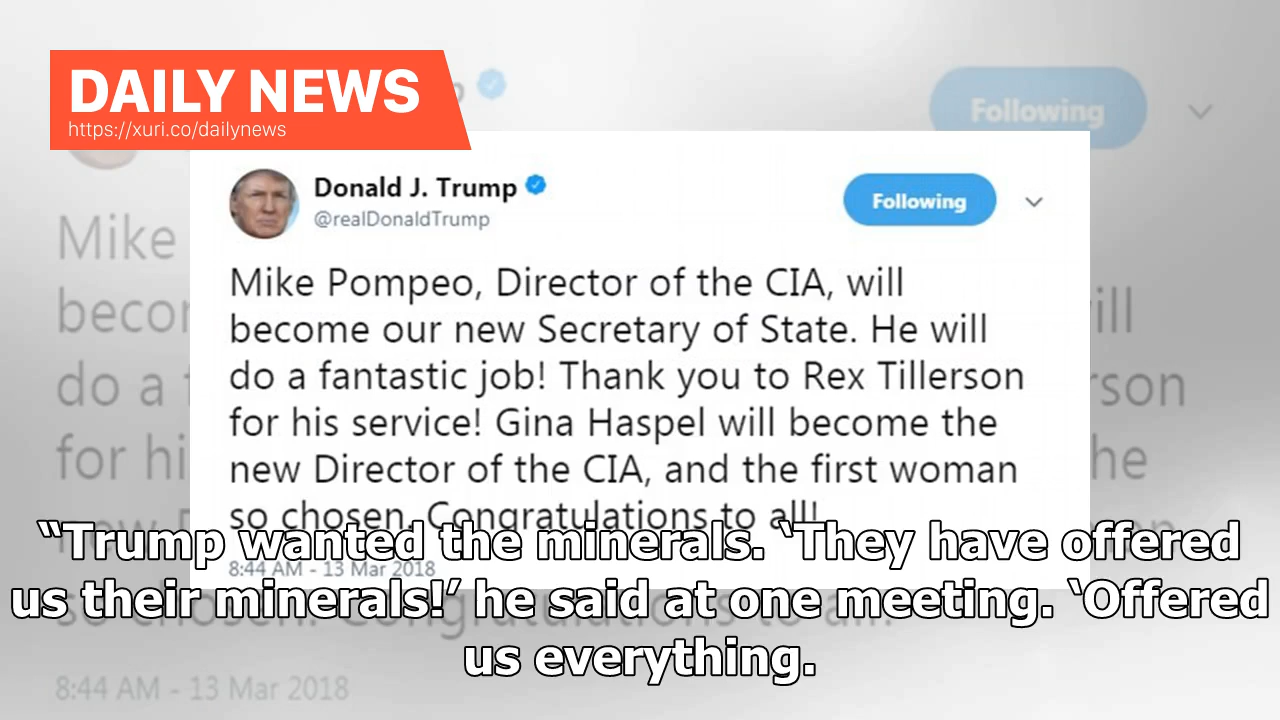 DAILY NEWS
https://xuri.co/dailynews
Following
Donald J. Trump
@realDonaldTrump
Following
Mike Pompeo, Director of the CIA, will
become our new Secretary of State. He will
do a fantastic job! Thank you to Rex Tillerson
for his service! Gina Haspel will become the
new Director of the CIA, and the first woman
so chosen. Congratulations to all!
8:44 AM - 13 Mar 2018
“Trump wanted the minerals. ‘They have offered
us their minerals!’ he said at one meeting. ‘Offered
us everything.
8:44 AM - 13 Mar 2018